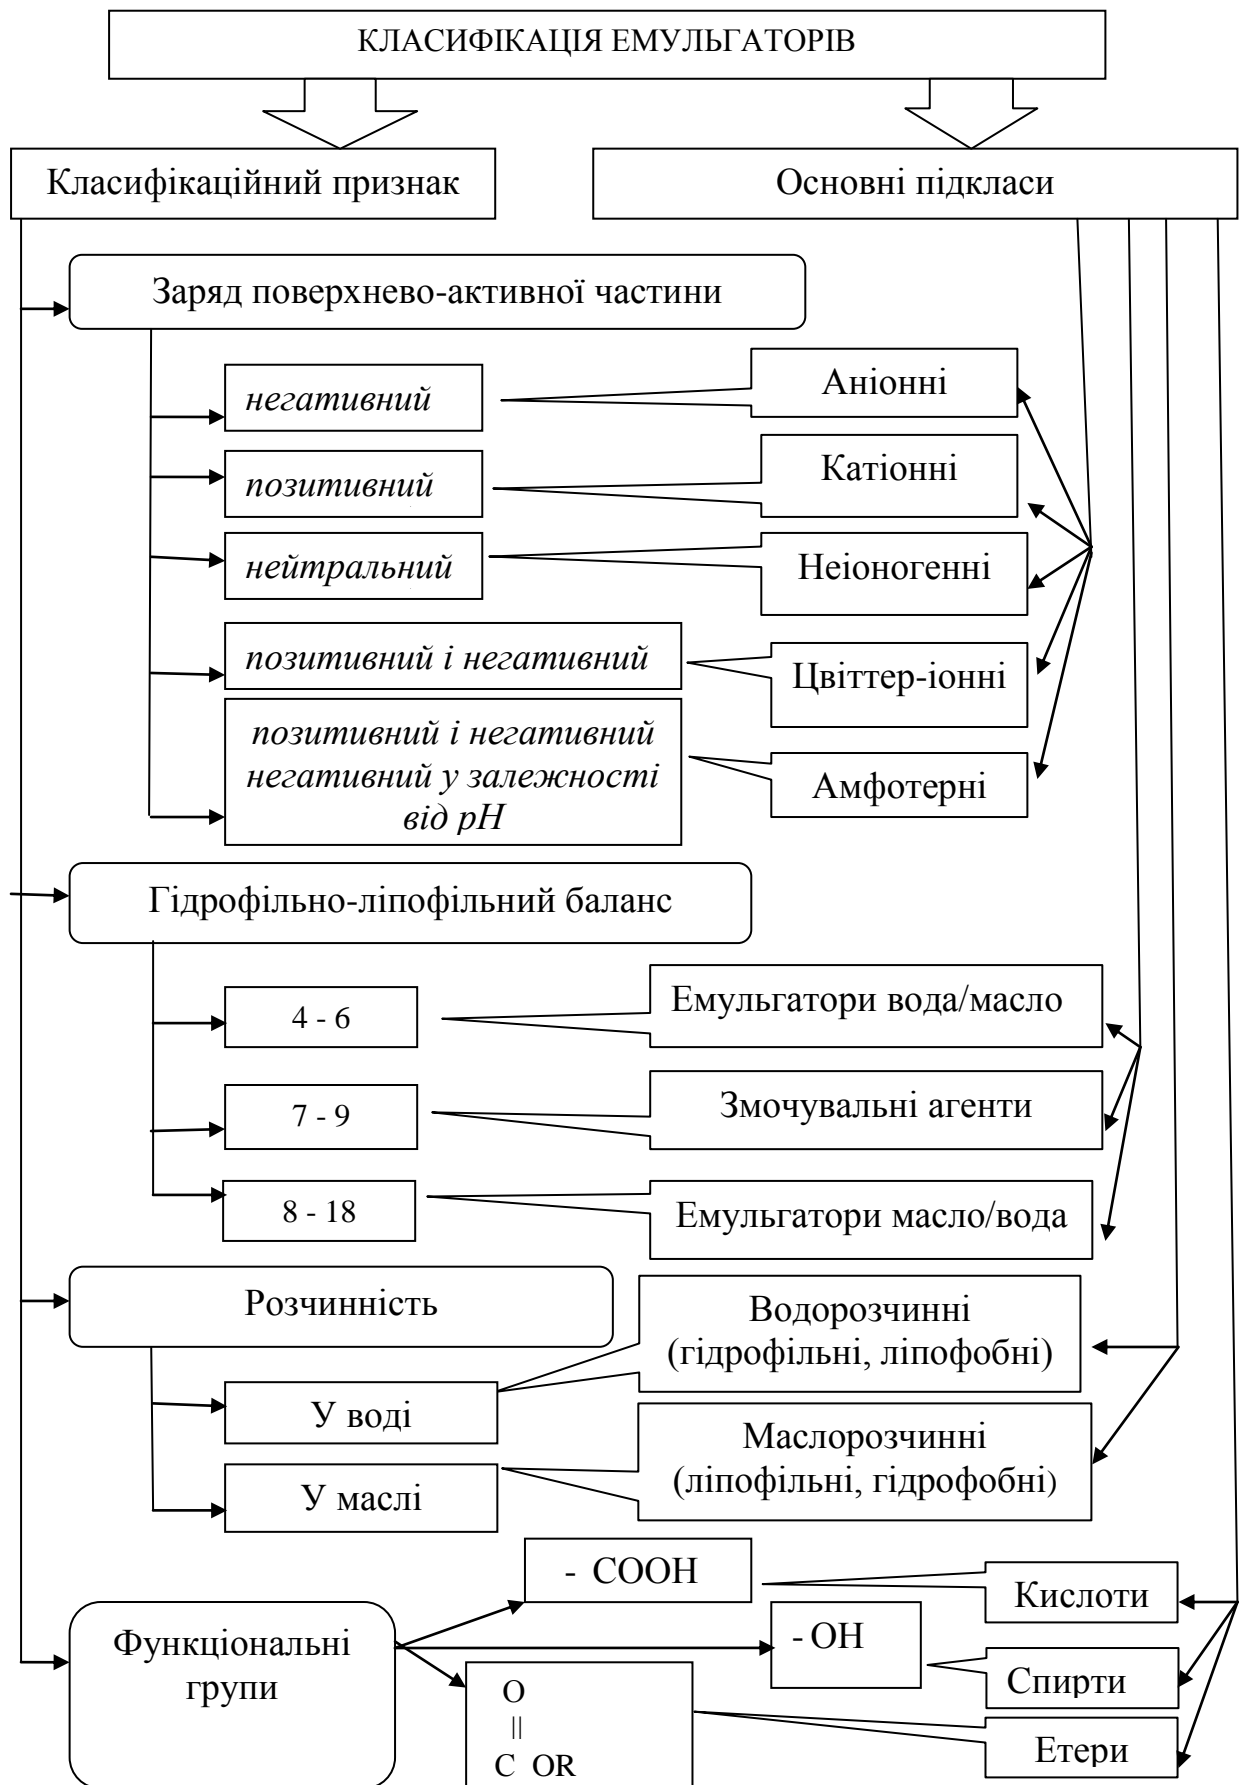 КЛАСИФІКАЦІЯ ЕМУЛЬГАТОРІВ
Класифікаційний признак
Основні підкласи
Заряд поверхнево-активної частини
негативний
Аніонні
позитивний
Катіонні
нейтральний
Неіоногенні
позитивний і негативний
Цвіттер-іонні
позитивний і негативний
негативний у залежності
від рН
Амфотерні
Гідрофільно-ліпофільний баланс
4 - 6
Емульгатори вода/масло
7 - 9
Змочувальні агенти
8 - 18
Емульгатори масло/вода
Розчинність
Водорозчинні
(гідрофільні, ліпофобні)
У воді
Маслорозчинні
(ліпофільні, гідрофобні)
У маслі
Функціональні
групи
- СООН
Кислоти
- ОН
Спирти
О
||
С OR
Етери